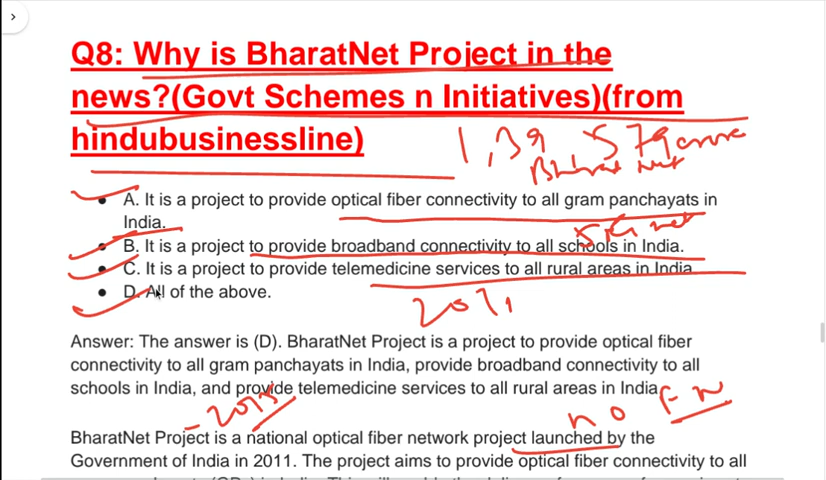 Q8: Why is BharatNet Project in the
news?(Govt Schemes n Initiatives)(from
hindubusinessline)
1,39 579
Bharat Net
A. It is a project to provide optical fiber connectivity to all gram panchayats in
India.
B. It is a project to provide broadband connectivity to all schools in India.
C. It is a project to provide telemedicine services to all rural areas in India
D. All of the above.
2011
Answer: The answer is (D). BharatNet Project is a project to provide optical fiber
connectivity to all gram panchayats in India, provide broadband connectivity to all
schools in India, and provide telemedicine services to all rural areas in India
no FN
BharatNet Project is a national optical fiber network project launched by the
Government of India in 2011. The project aims to provide optical fiber connectivity to all